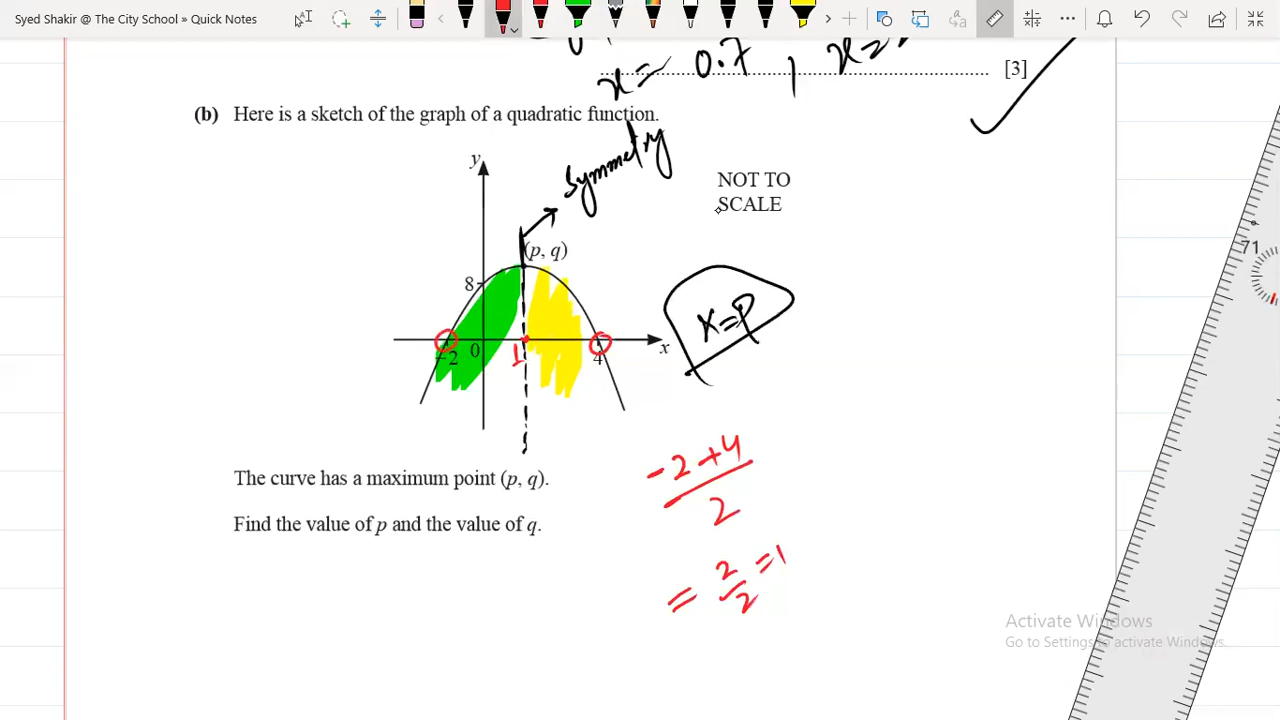 Syed Shakir @ The City School » Quick Notes
x = 0.7 , x =
[3]
(b) Here is a sketch of the graph of a quadratic function.
Symmetry
y
NOT TO
SCALE
(p, q)
8
x=p
−2 0 1 4 x
71
-2+4
2
The curve has a maximum point (p, q).
Find the value of p and the value of q.
= 2/2 =1
Activate Windows
Go to Settings to activate Windows.